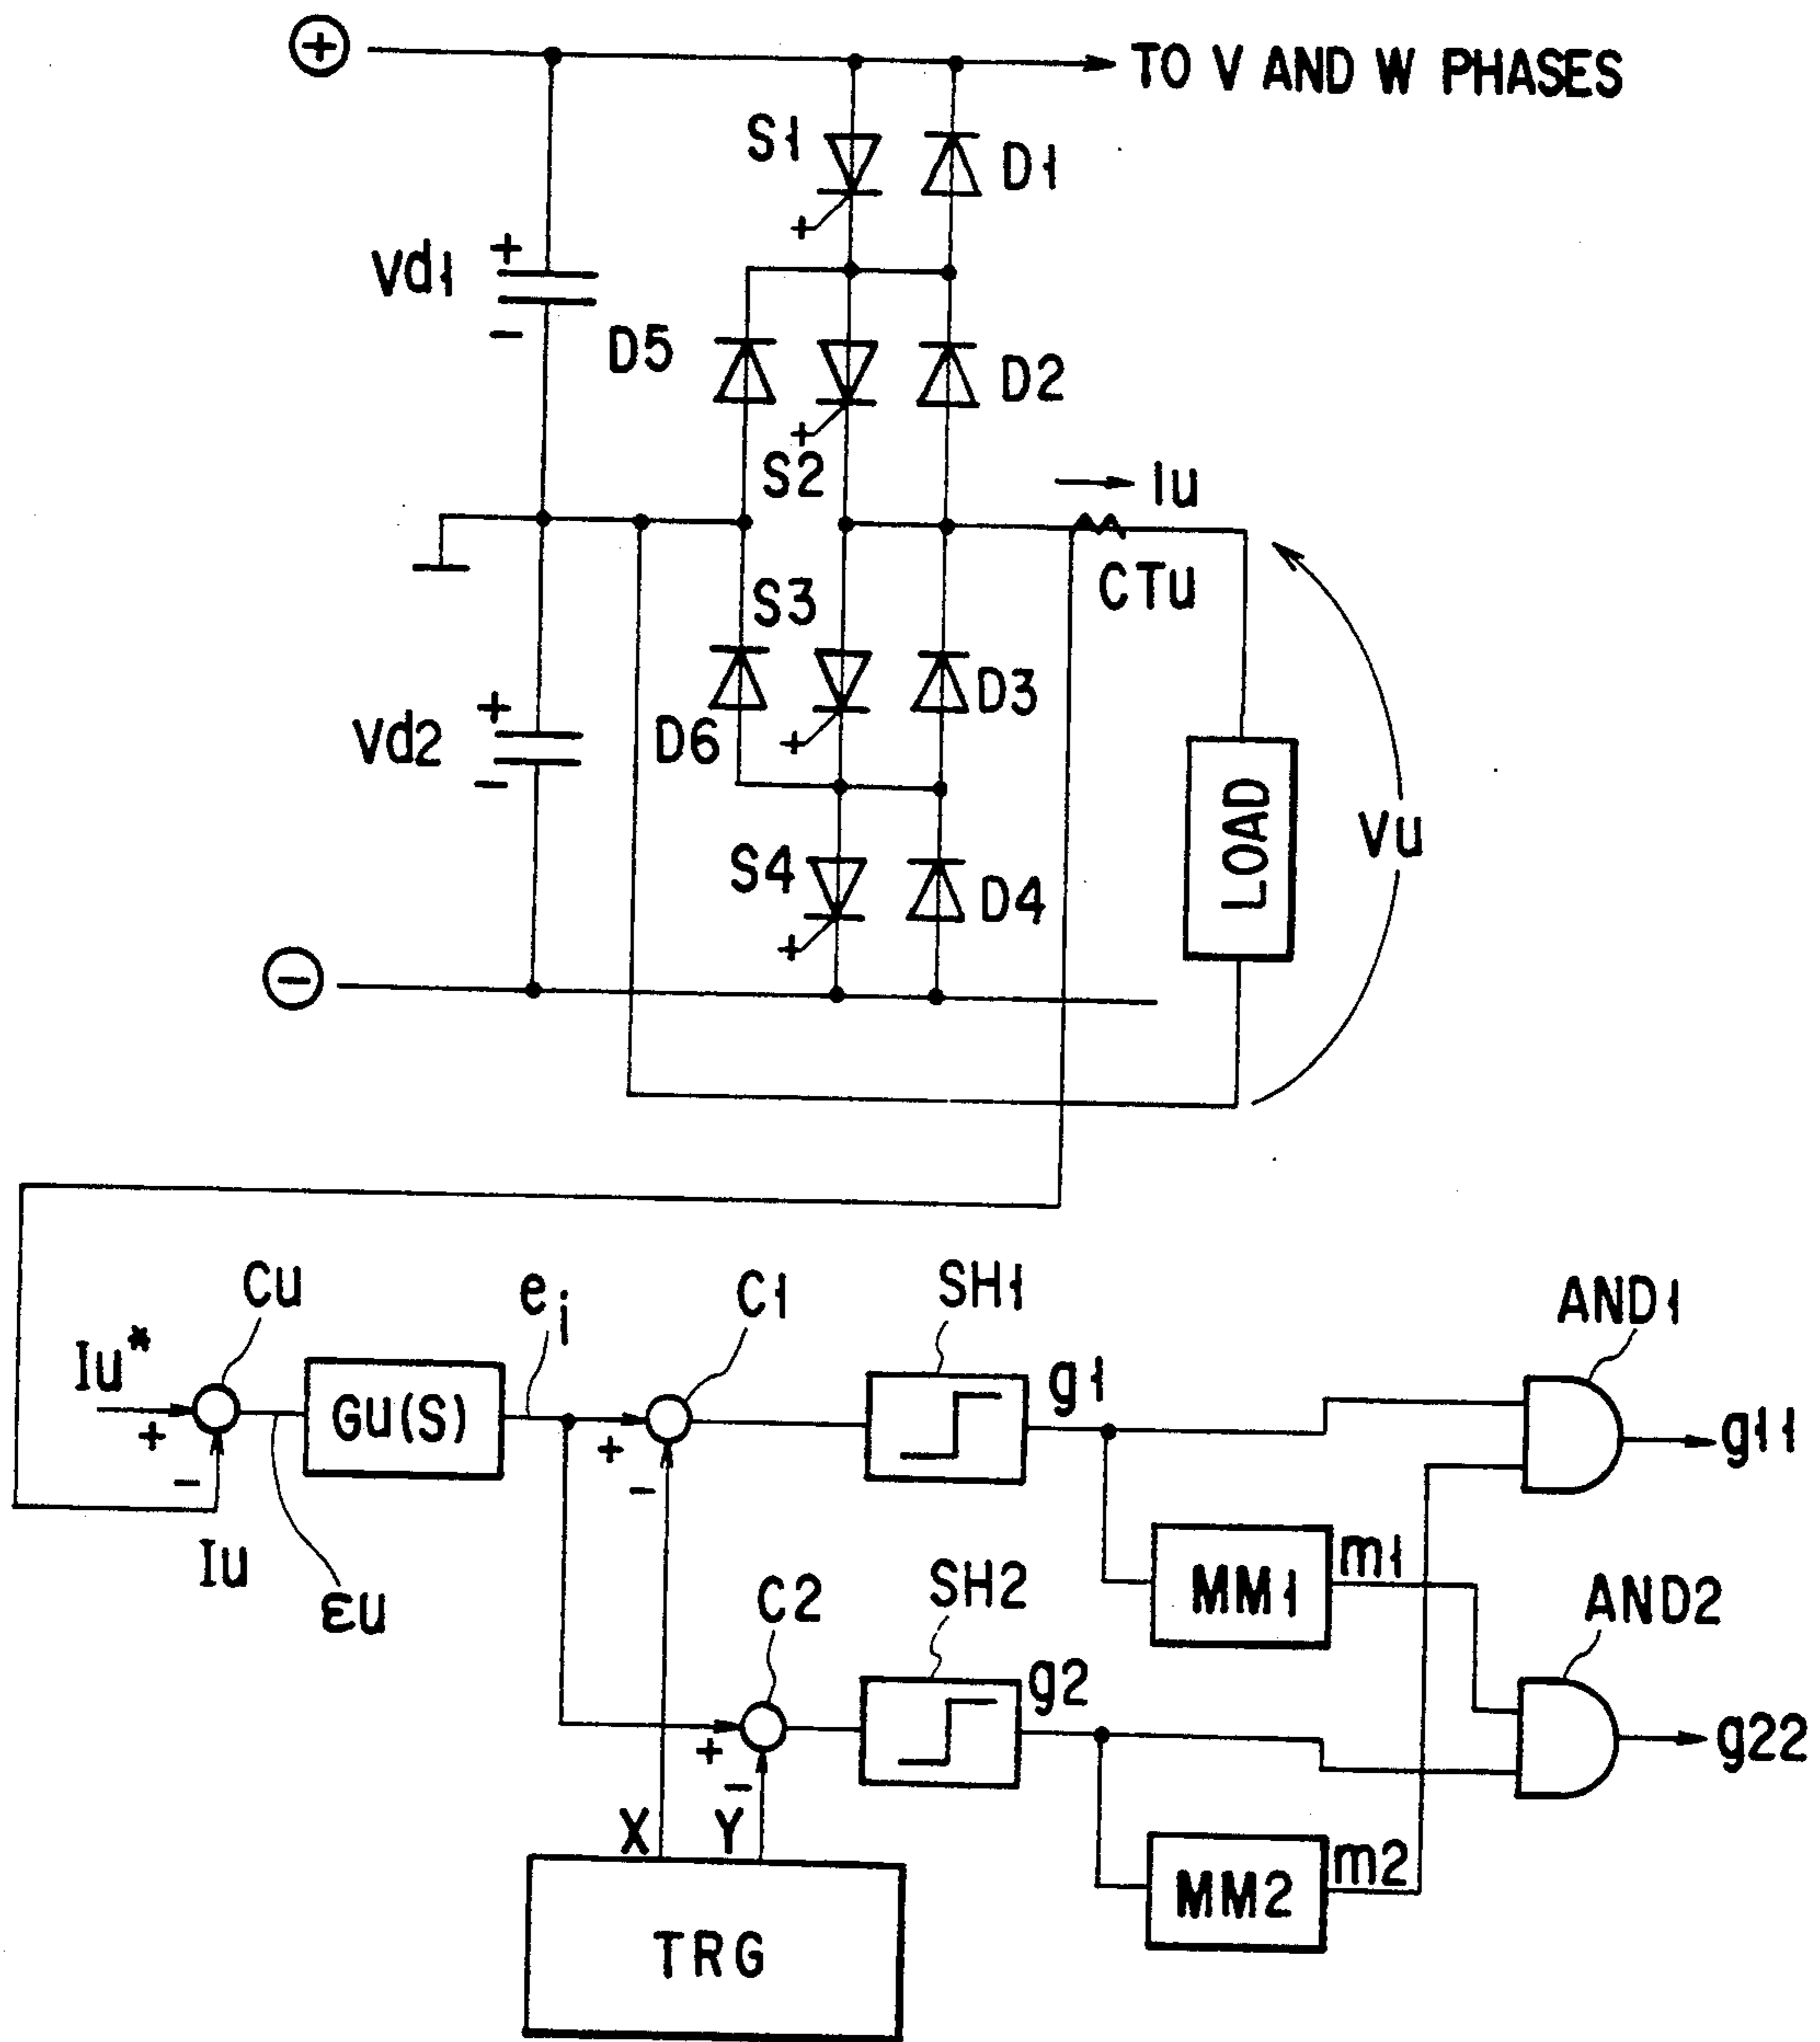 ⊕ TO V AND W PHASES
S1 D1
+
+
Vd1
-
D5 D2
+
S2
Iu
CTu
S3
+
Vd2
-
D6 D3
+
S4 D4
+
LOAD
Vu
⊖
Cu ei C1 SH1 AND1
Iu*
+
-
GU(S)
+
-
g1
g11
Iu
εu
MM1 m1
C2 SH2 AND2
g2
+
-
g22
X Y
MM2 m2
TRG